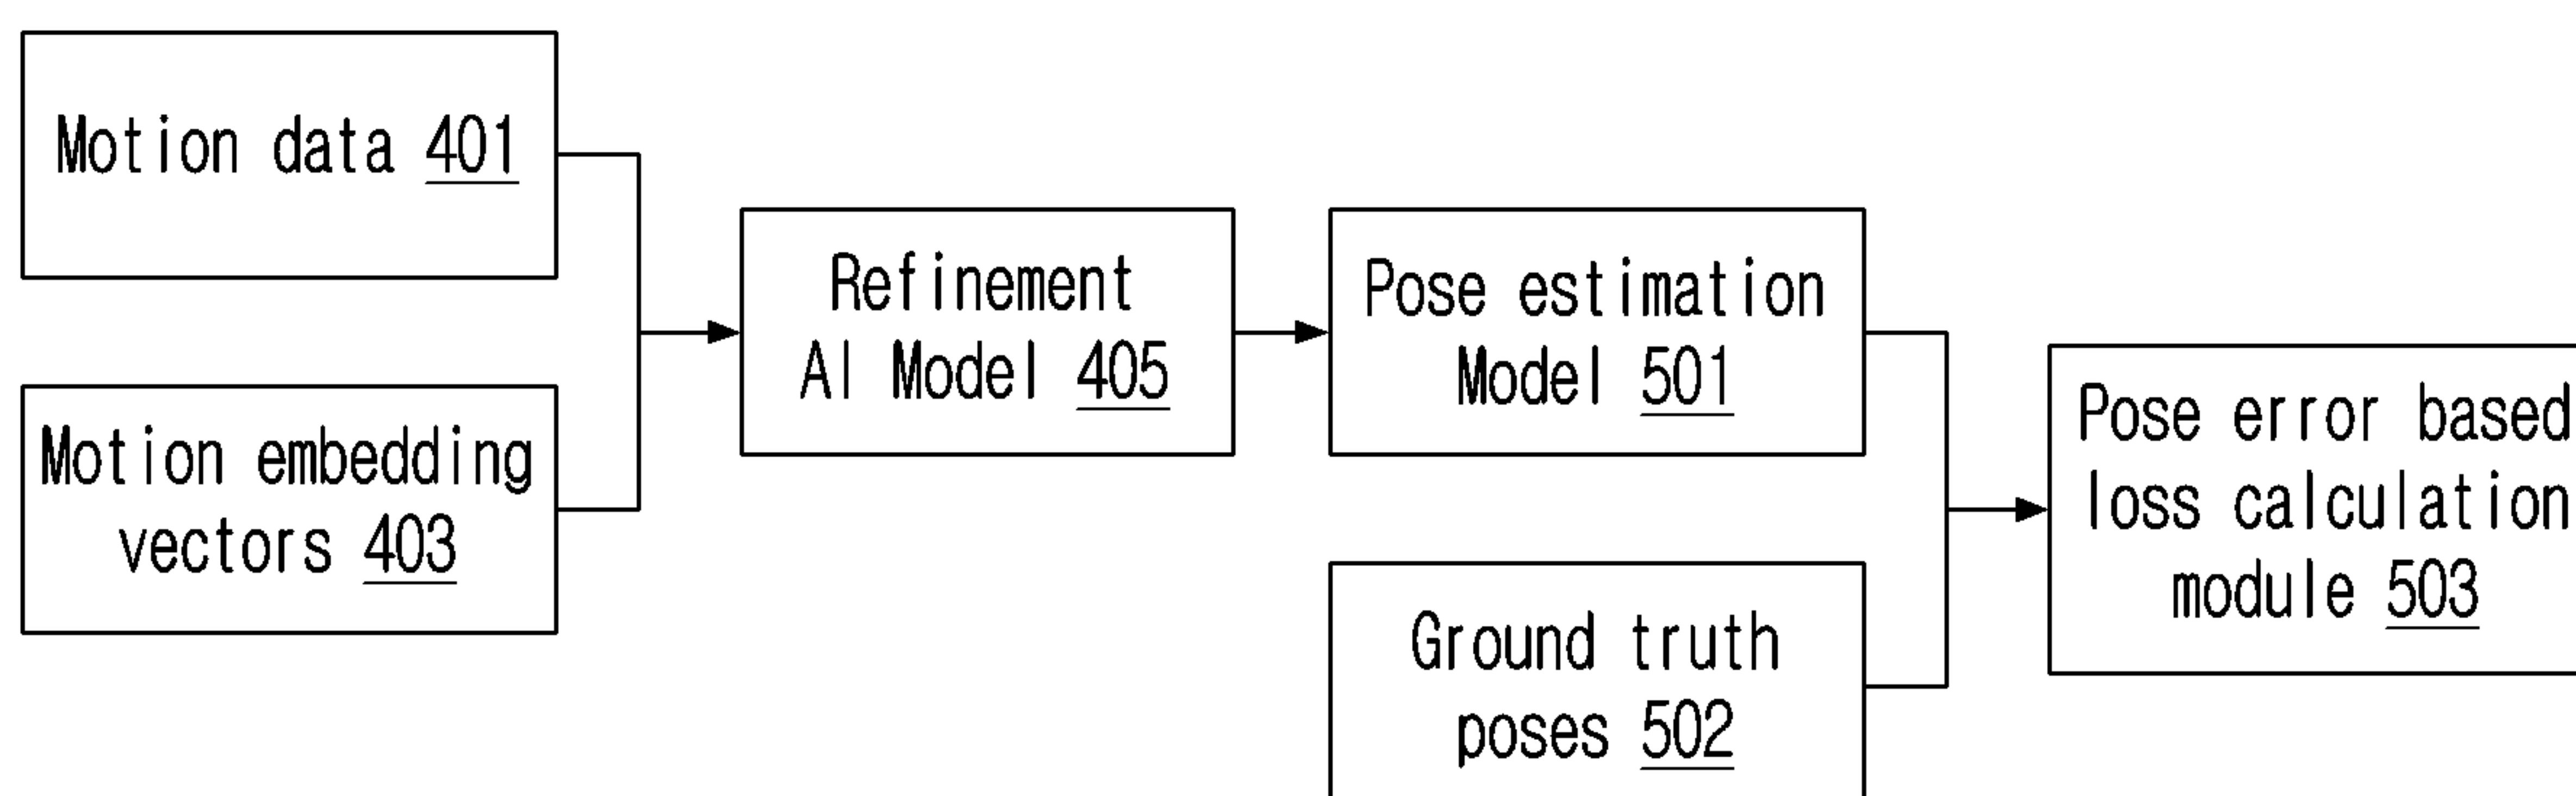 Motion data 401
Motion embedding
vectors 403
Refinement
AI Model 405
Pose estimation
Model 501
Ground truth
poses 502
Pose error based
loss calculation
module 503